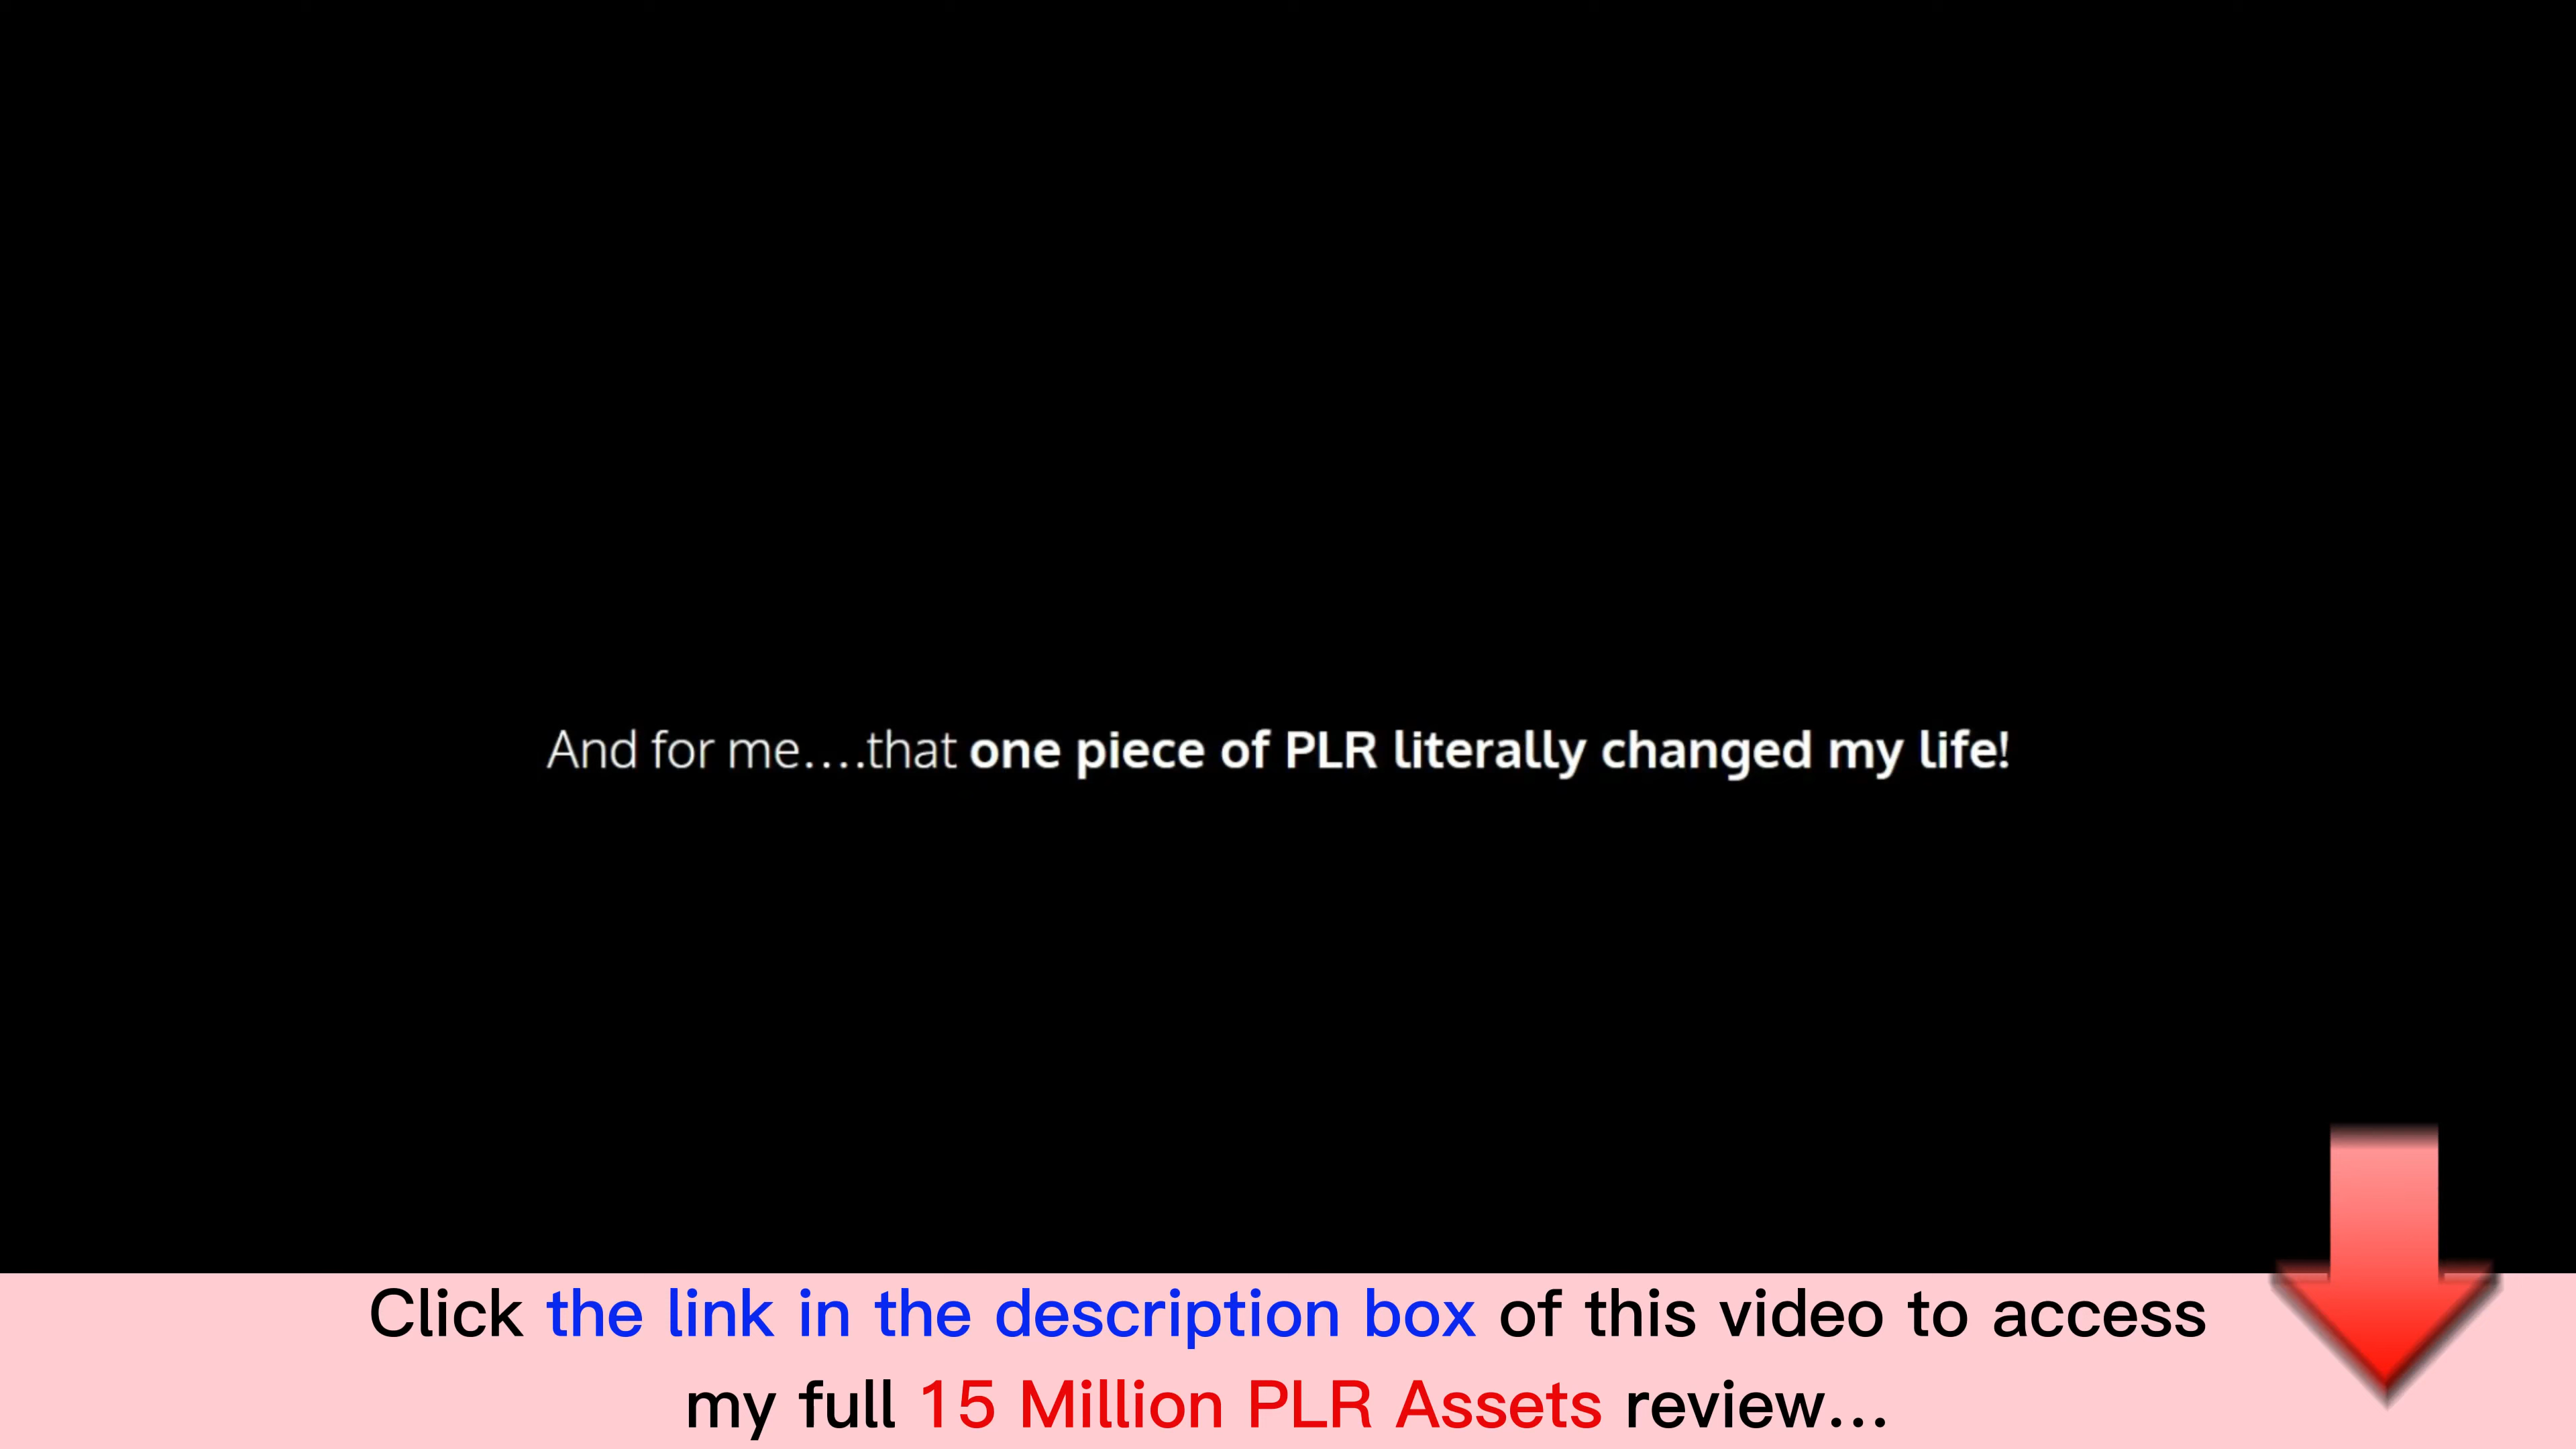 And for me....that one piece of PLR literally changed my life!
Click the link in the description box of this video to access
my full 15 Million PLR Assets review...